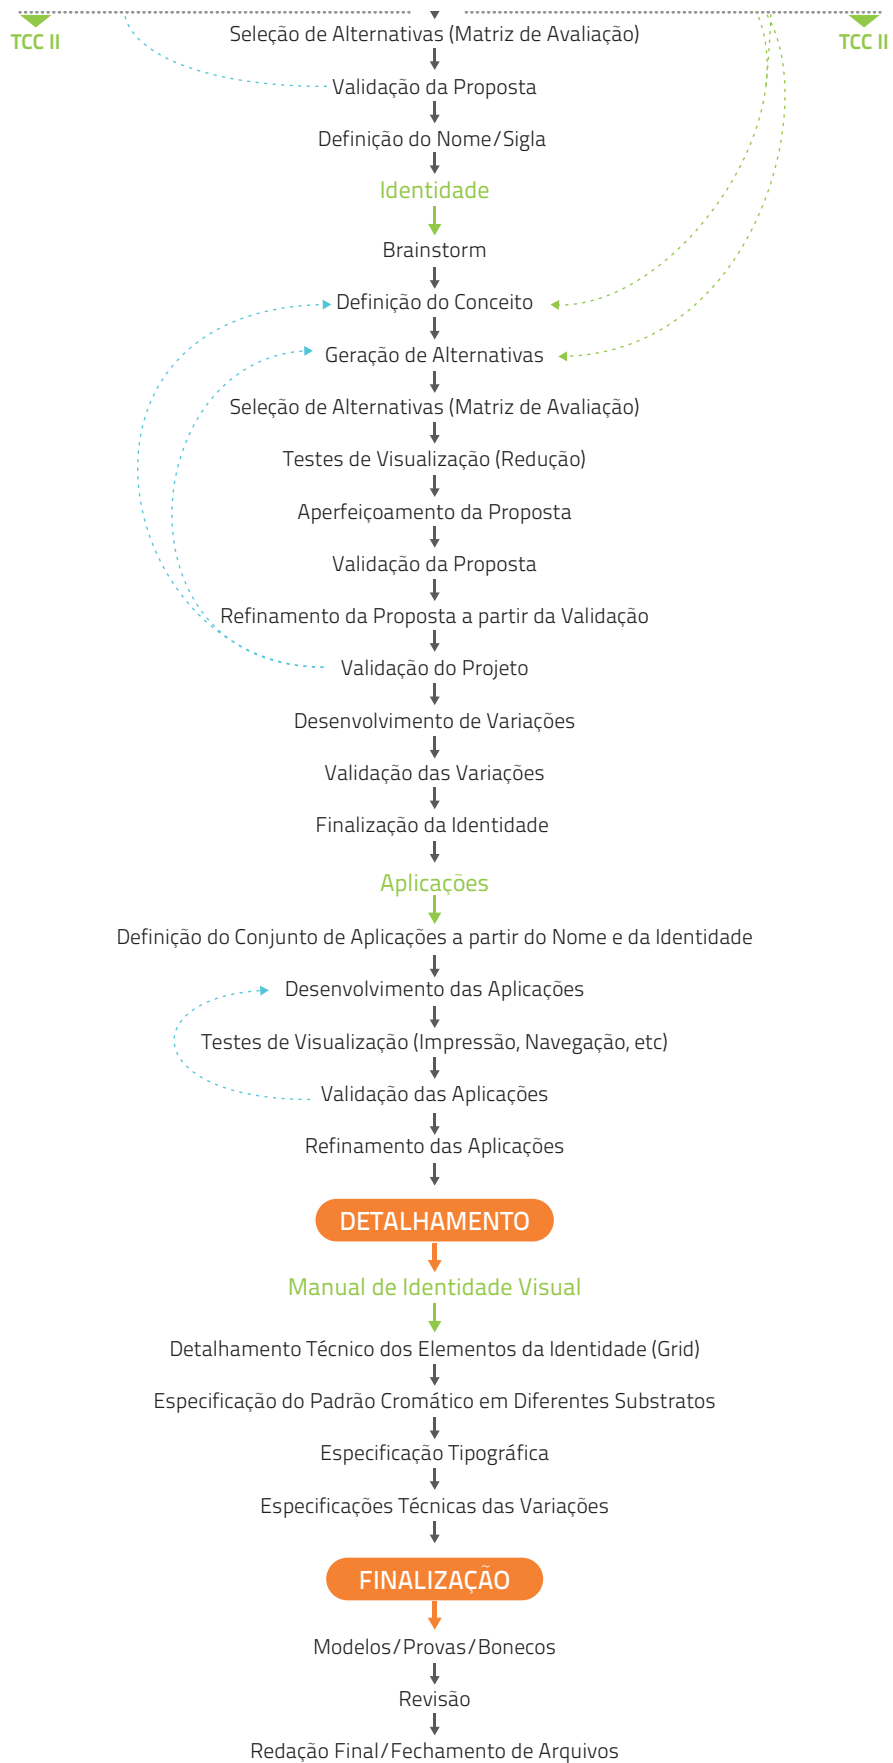 TCC II
TCC II
Seleção de Alternativas (Matriz de Avaliação)
Validação da Proposta
Definição do Nome/Sigla
Identidade
Brainstorm
Definição do Conceito
Geração de Alternativas
Seleção de Alternativas (Matriz de Avaliação)
Testes de Visualização (Redução)
Aperfeiçoamento da Proposta
Validação da Proposta
Refinamento da Proposta a partir da Validação
Validação do Projeto
Desenvolvimento de Variações
Validação das Variações
Finalização da Identidade
Aplicações
Definição do Conjunto de Aplicações a partir do Nome e da Identidade
Desenvolvimento das Aplicações
Testes de Visualização (Impressão, Navegação, etc)
Validação das Aplicações
Refinamento das Aplicações
DETALHAMENTO
Manual de Identidade Visual
Detalhamento Técnico dos Elementos da Identidade (Grid)
Especificação do Padrão Cromático em Diferentes Substratos
Especificação Tipográfica
Especificações Técnicas das Variações
FINALIZAÇÃO
Modelos/Provas/Bonecos
Revisão
Redação Final/Fechamento de Arquivos